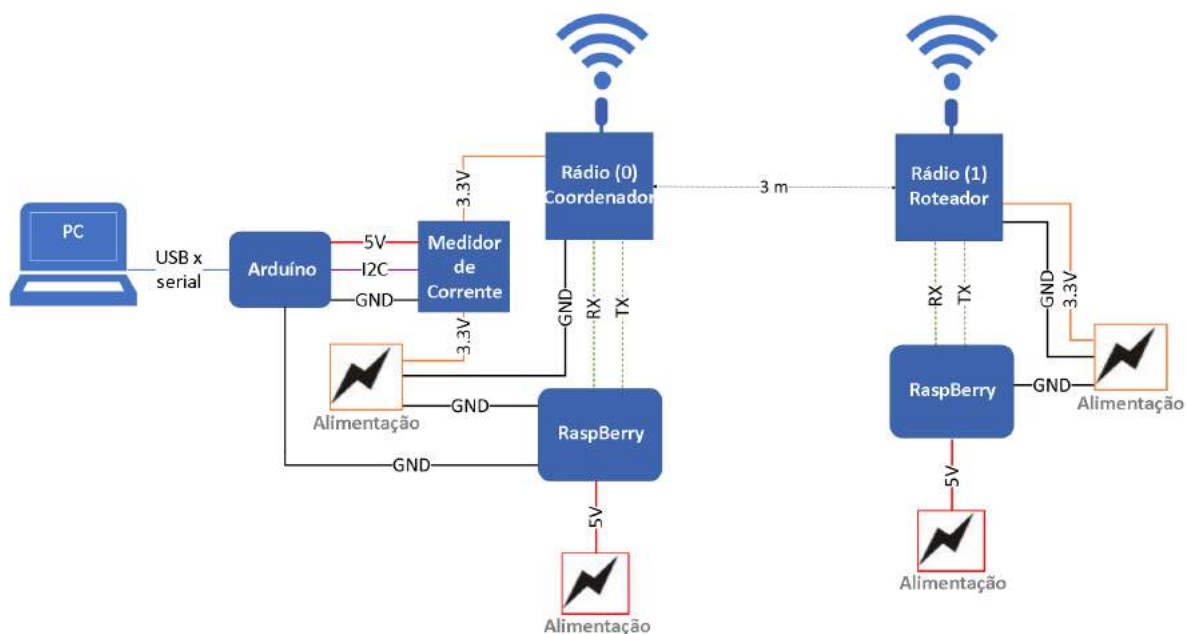 PC
USB x
serial
Arduíno
5V
I2C
GND
Medidor
de
Corrente
3.3V
3.3V
Rádio (0)
Coordenador
3 m
Rádio (1)
Roteador
GND
RX
TX
RX
TX
GND
3.3V
Alimentação
GND
GND
RaspBerry
5V
Alimentação
RaspBerry
GND
Alimentação
5V
Alimentação